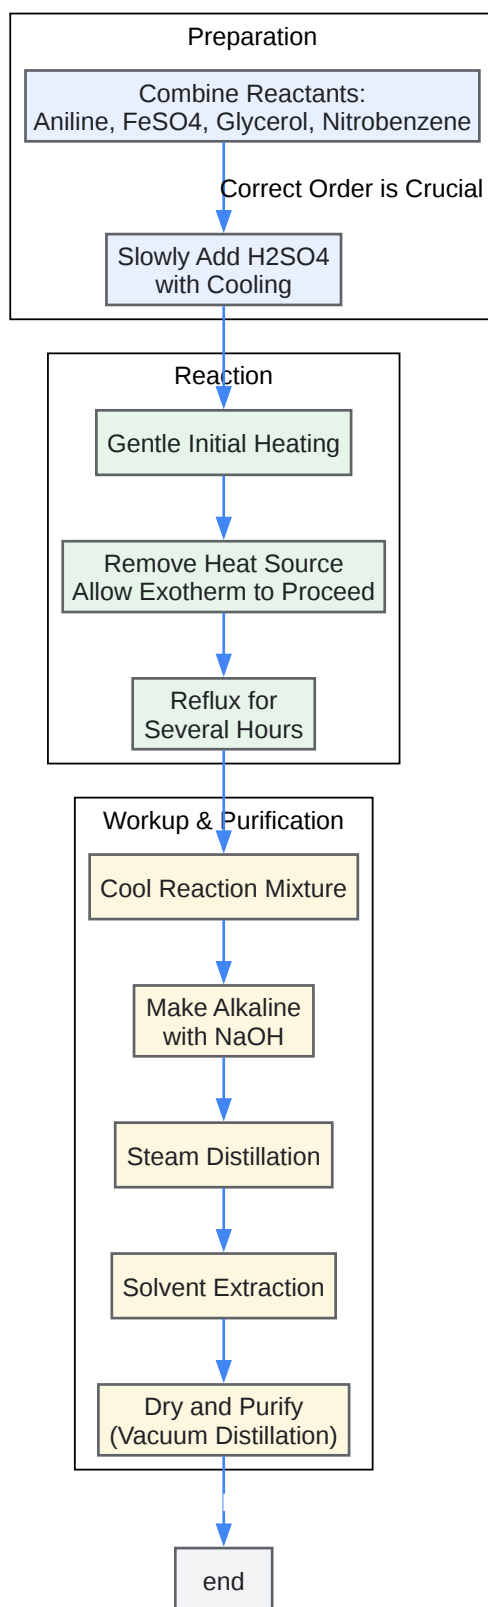 Preparation
Combine Reactants:
Aniline, FeSO4, Glycerol, Nitrobenzene
Correct Order is Crucial
Slowly Add H2SO4
with Cooling
Reaction
Gentle Initial Heating
Remove Heat Source
Allow Exotherm to Proceed
Reflux for
Several Hours
Workup & Purification
Cool Reaction Mixture
Make Alkaline
with NaOH
Steam Distillation
Solvent Extraction
Dry and Purify
(Vacuum Distillation)
end